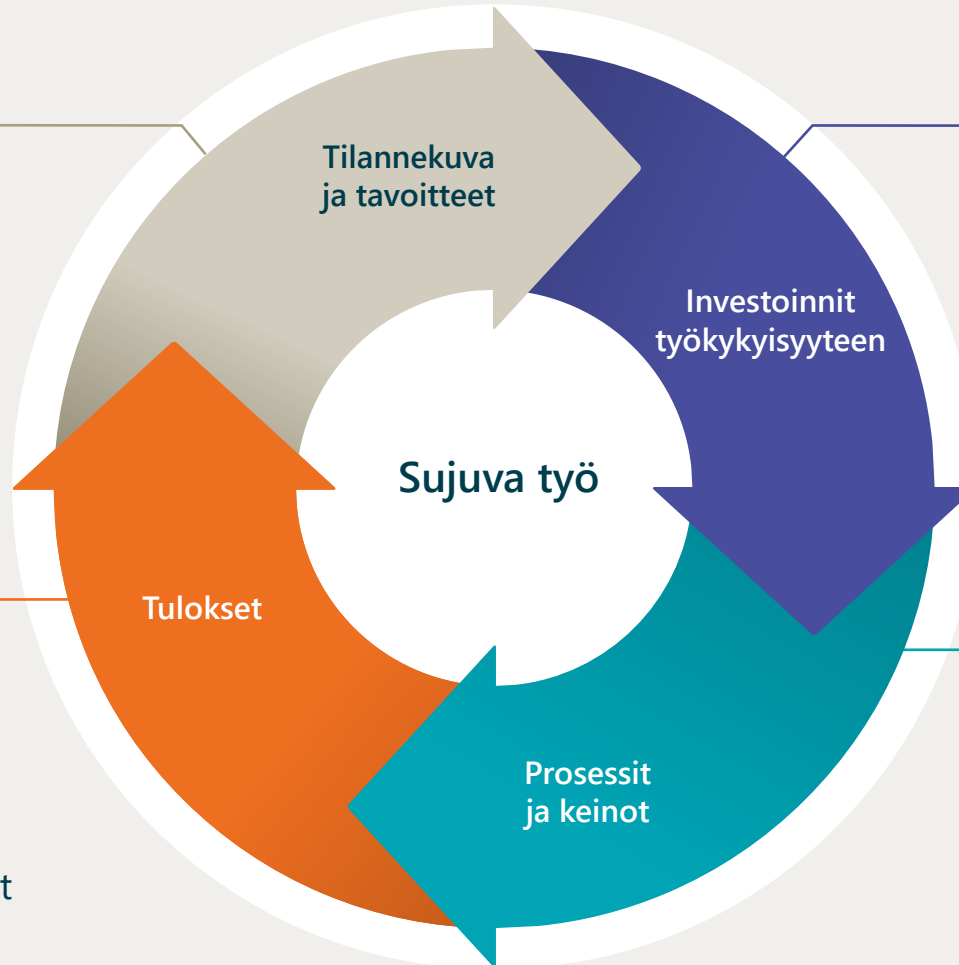 Tilannekuva
ja tavoitteet
Investoinnit
työkykyisyyteen
Sujuva työ
Tulokset
Prosessit
ja keinot
t